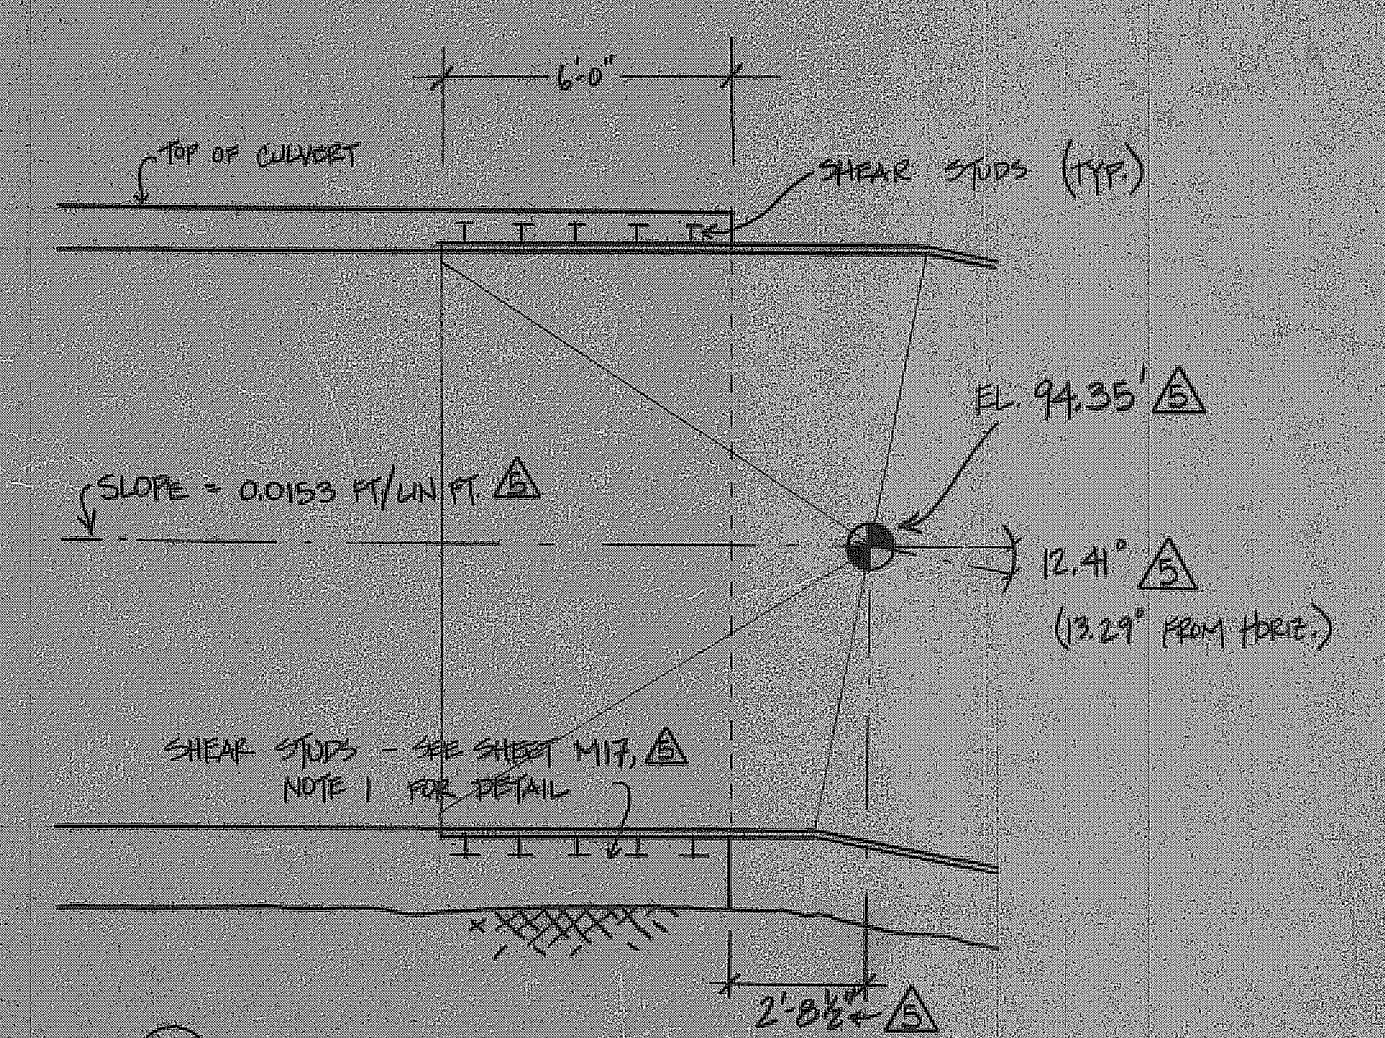 6'-0"
TOP OF CULVERT
SHEAR STUDS (TYP.)
EL. 94.35' 5
SLOPE = 0.0153 FT/LIN FT. 5
12.41° 5
(13.29° FROM HORIZ.)
SHEAR STUDS - SEE SHEET M17, 5
NOTE 1 FOR DETAIL
2'-8½" 5